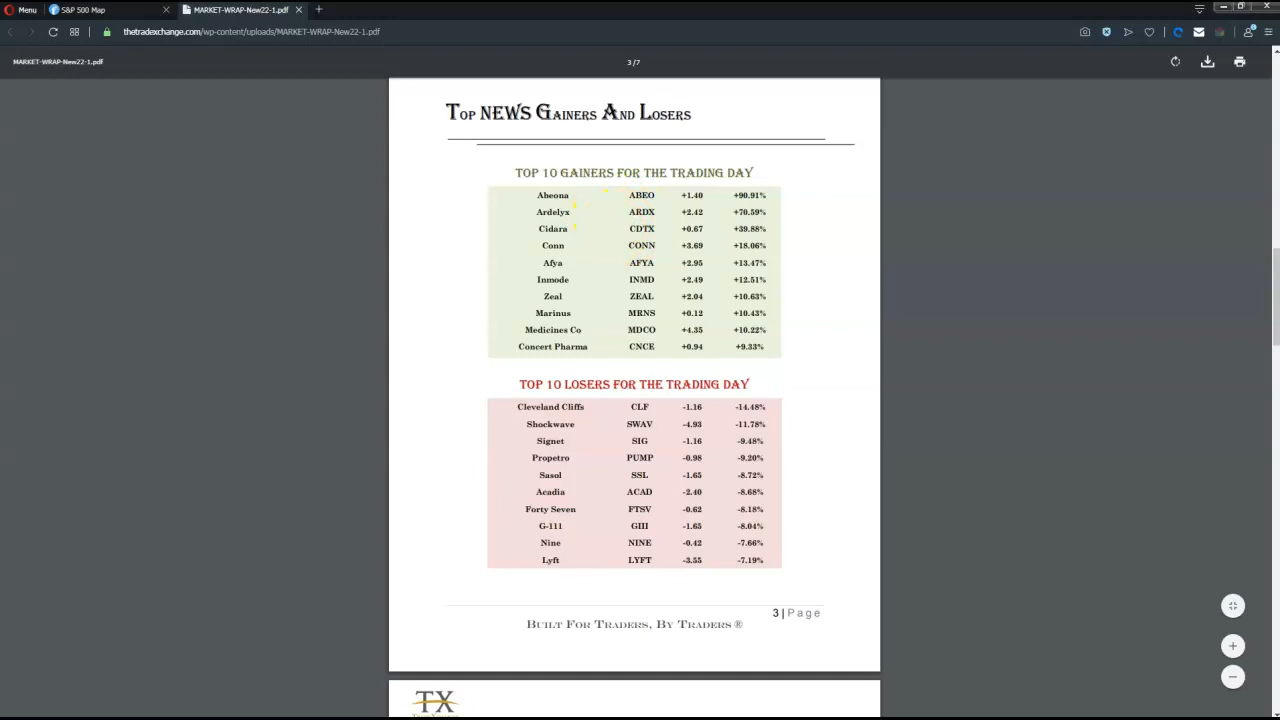 Menu
S&P 500 Map
MARKET-WRAP-New22-1.pdf
thetradexchange.com/wp-content/uploads/MARKET-WRAP-New22-1.pdf
MARKET-WRAP-New22-1.pdf
3 / 7
TOP NEWS GAINERS AND LOSERS
TOP 10 GAINERS FOR THE TRADING DAY
Abeona ABEO +1.40 +90.91%
Ardelyx ARDX +2.42 +70.59%
Cidara CDTX +0.67 +39.88%
Conn CONN +3.69 +18.06%
Afya AFYA +2.95 +13.47%
Inmode INMD +2.49 +12.51%
Zeal ZEAL +2.04 +10.63%
Marinus MRNS +0.12 +10.43%
Medicines Co MDCO +4.35 +10.22%
Concert Pharma CNCE +0.94 +9.33%
TOP 10 LOSERS FOR THE TRADING DAY
Cleveland Cliffs CLF -1.16 -14.48%
Shockwave SWAV -4.93 -11.78%
Signet SIG -1.16 -9.48%
Propetro PUMP -0.98 -9.20%
Sasol SSL -1.65 -8.72%
Acadia ACAD -2.40 -8.68%
Forty Seven FTSV -0.62 -8.18%
G-111 GIII -1.65 -8.04%
Nine NINE -0.42 -7.66%
Lyft LYFT -3.55 -7.19%
3 | Page
BUILT FOR TRADERS, BY TRADERS ®
TX